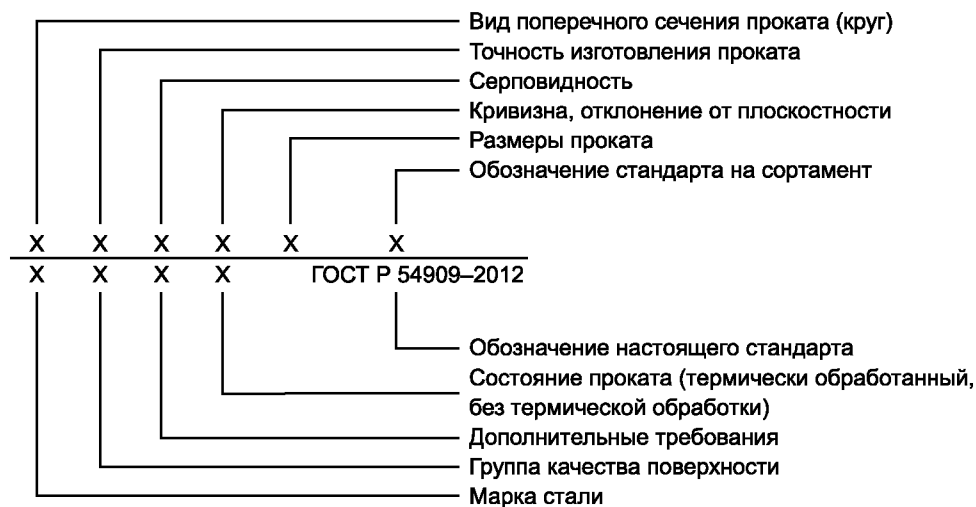 Вид поперечного сечения проката (круг)
Точность изготовления проката
Серповидность
Кривизна, отклонение от плоскостности
Размеры проката
Обозначение стандарта на сортамент
Х Х Х Х Х Х
Х Х Х Х ГОСТ Р 54909–2012
Обозначение настоящего стандарта
Состояние проката (термически обработанный,
без термической обработки)
Дополнительные требования
Группа качества поверхности
Марка стали